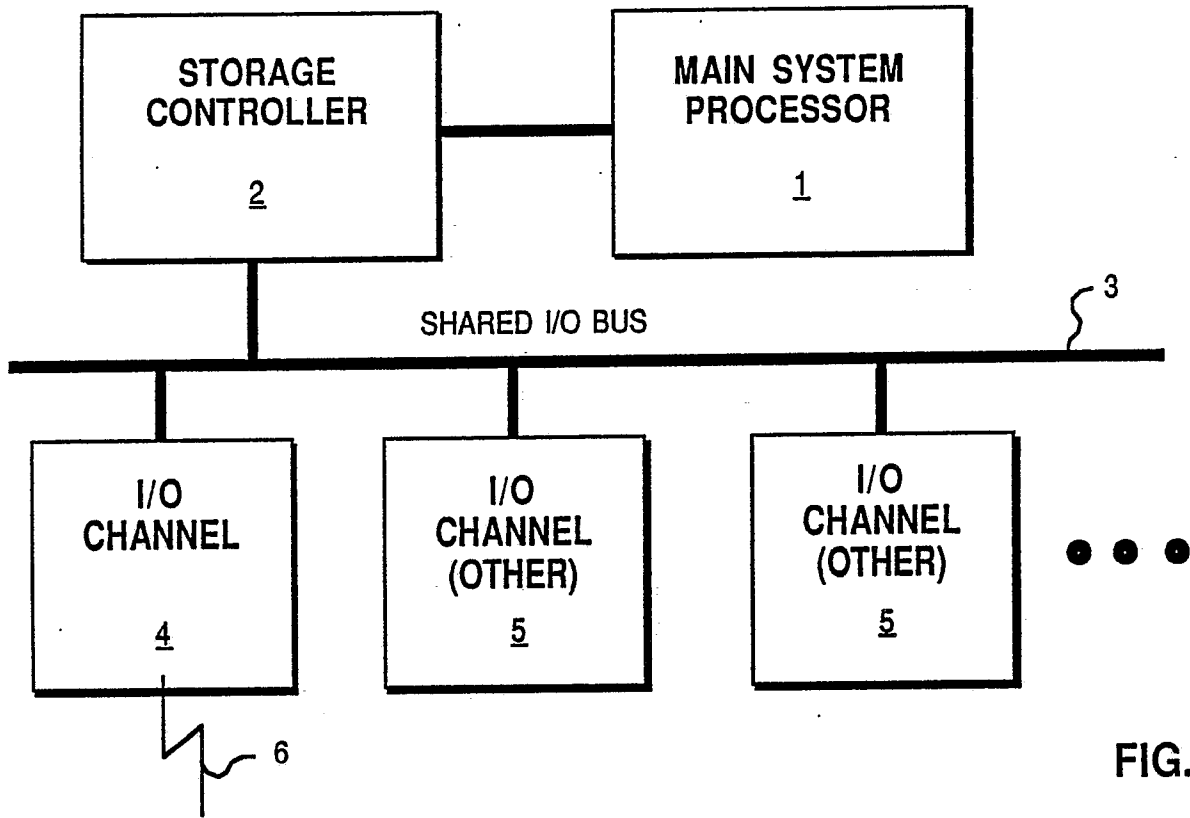 STORAGE
CONTROLLER
2
MAIN SYSTEM
PROCESSOR
1
SHARED I/O BUS
3
I/O
CHANNEL
4
I/O
CHANNEL
(OTHER)
5
I/O
CHANNEL
(OTHER)
5
6
FIG.